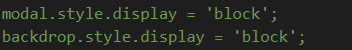 modal.style.display = 'block';
backdrop.style.display = 'block';